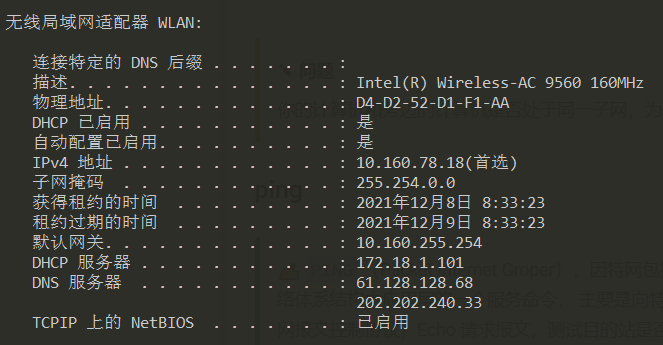 无线局域网适配器 WLAN:
连接特定的 DNS 后缀 . . . . . . . :
描述. . . . . . . . . . . . . . . : Intel(R) Wireless-AC 9560 160MHz
物理地址. . . . . . . . . . . . . : D4-D2-52-D1-F1-AA
DHCP 已启用 . . . . . . . . . . . : 是
自动配置已启用. . . . . . . . . . : 是
IPv4 地址 . . . . . . . . . . . . : 10.160.78.18(首选)
子网掩码 . . . . . . . . . . . . : 255.254.0.0
获得租约的时间 . . . . . . . . . : 2021年12月8日 8:33:23
租约过期的时间 . . . . . . . . . : 2021年12月9日 8:33:23
默认网关. . . . . . . . . . . . . : 10.160.255.254
DHCP 服务器 . . . . . . . . . . . : 172.18.1.101
DNS 服务器 . . . . . . . . . . . : 61.128.128.68
202.202.240.33
TCPIP 上的 NetBIOS . . . . . . . : 已启用